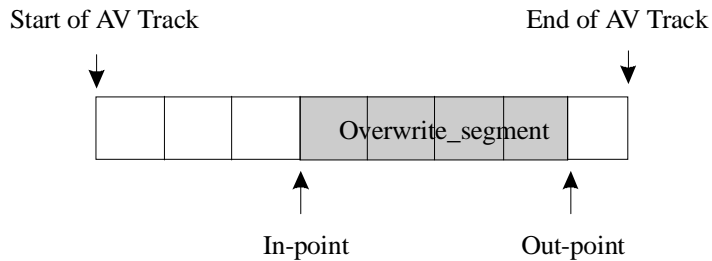 Start of AV Track
End of AV Track
Overwrite_segment
In-point
Out-point